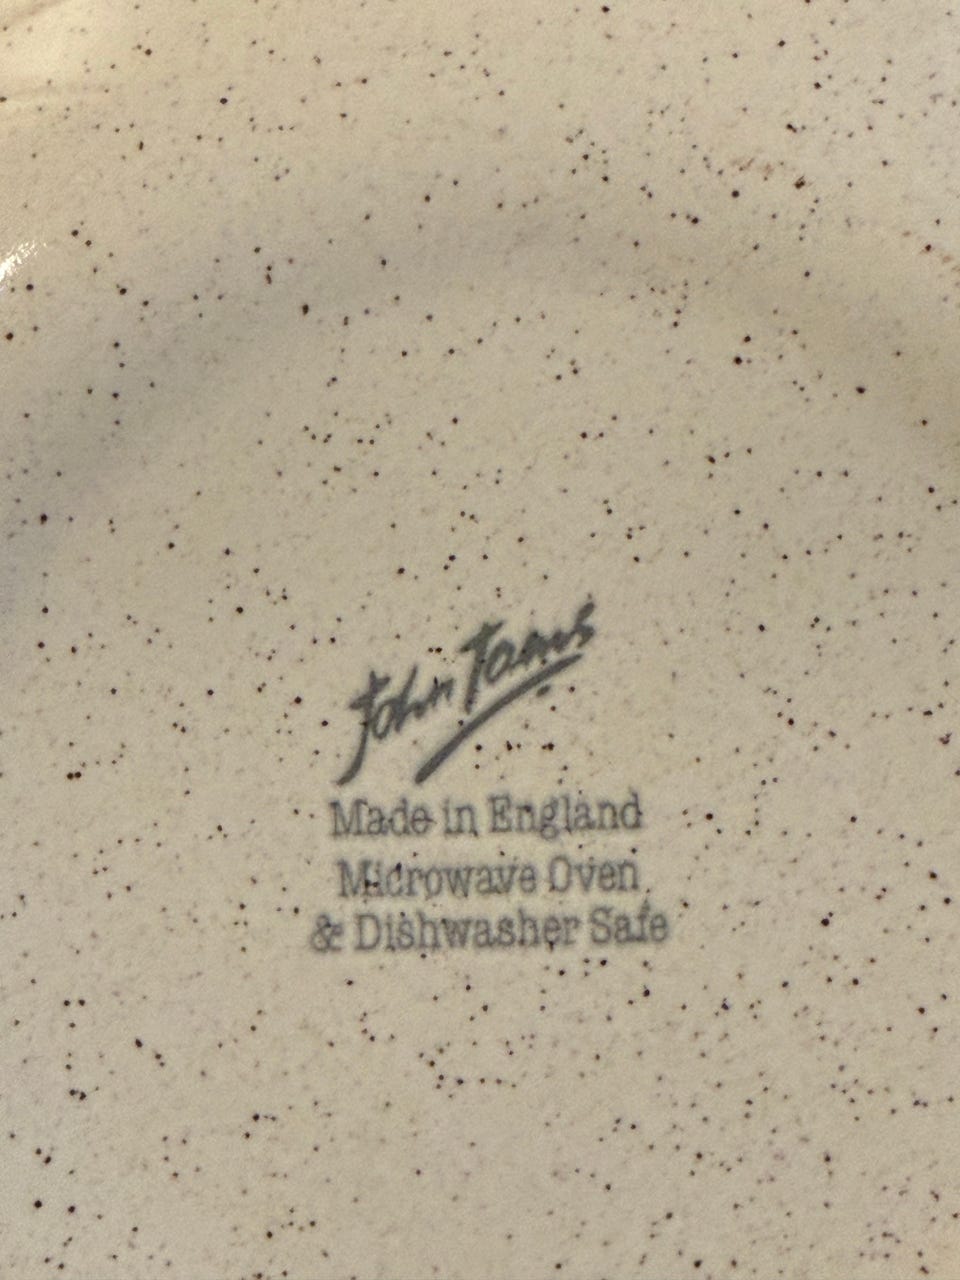 John Tams
Made in England
Microwave Oven
& Dishwasher Safe